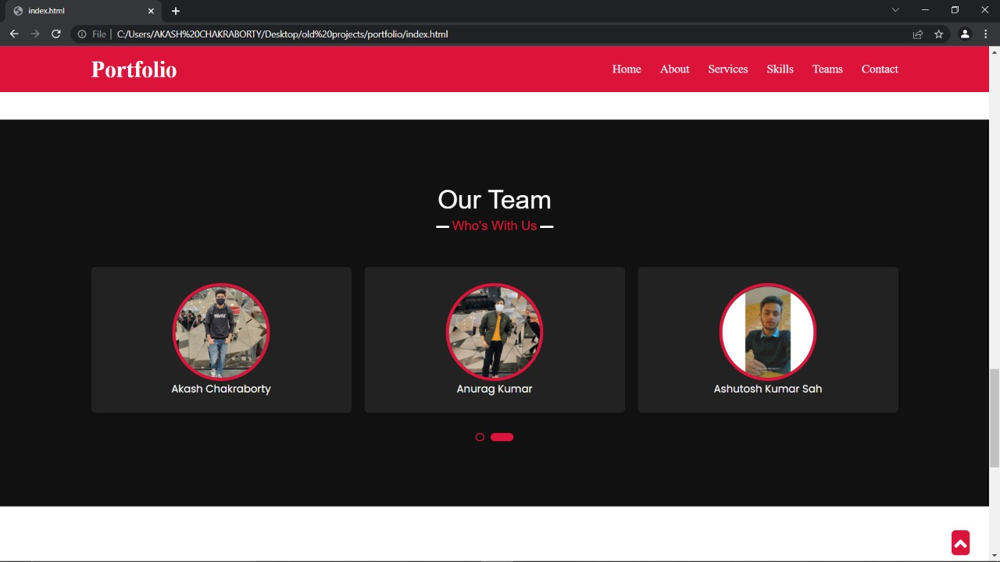 index.html
File
C:/Users/AKASH%20CHAKRABORTY/Desktop/old%20projects/portfolio/index.html
Portfolio
Home About Services Skills Teams Contact
Our Team
Who's With Us
Akash Chakraborty
Anurag Kumar
Ashutosh Kumar Sah